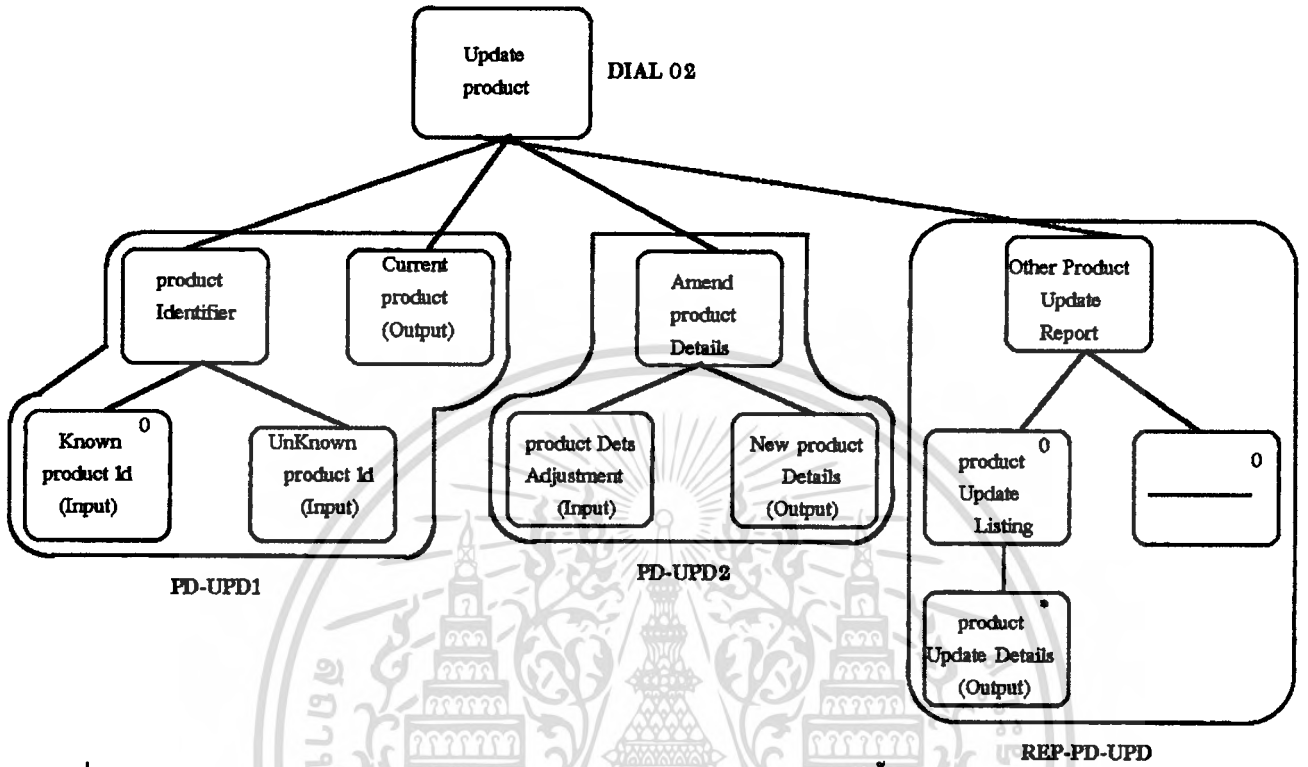 Update
product
DIAL 02
product
Identifier
Current
product
(Output)
Amend
product
Details
Other Product
Update
Report
Known
product Id
(Input)
0
UnKnown
product Id
(Input)
product Dets
Adjustment
(Input)
New product
Details
(Output)
product
Update
Listing
0
0
PD-UPD1
PD-UPD2
product
Update Details
(Output)
*
REP-PD-UPD